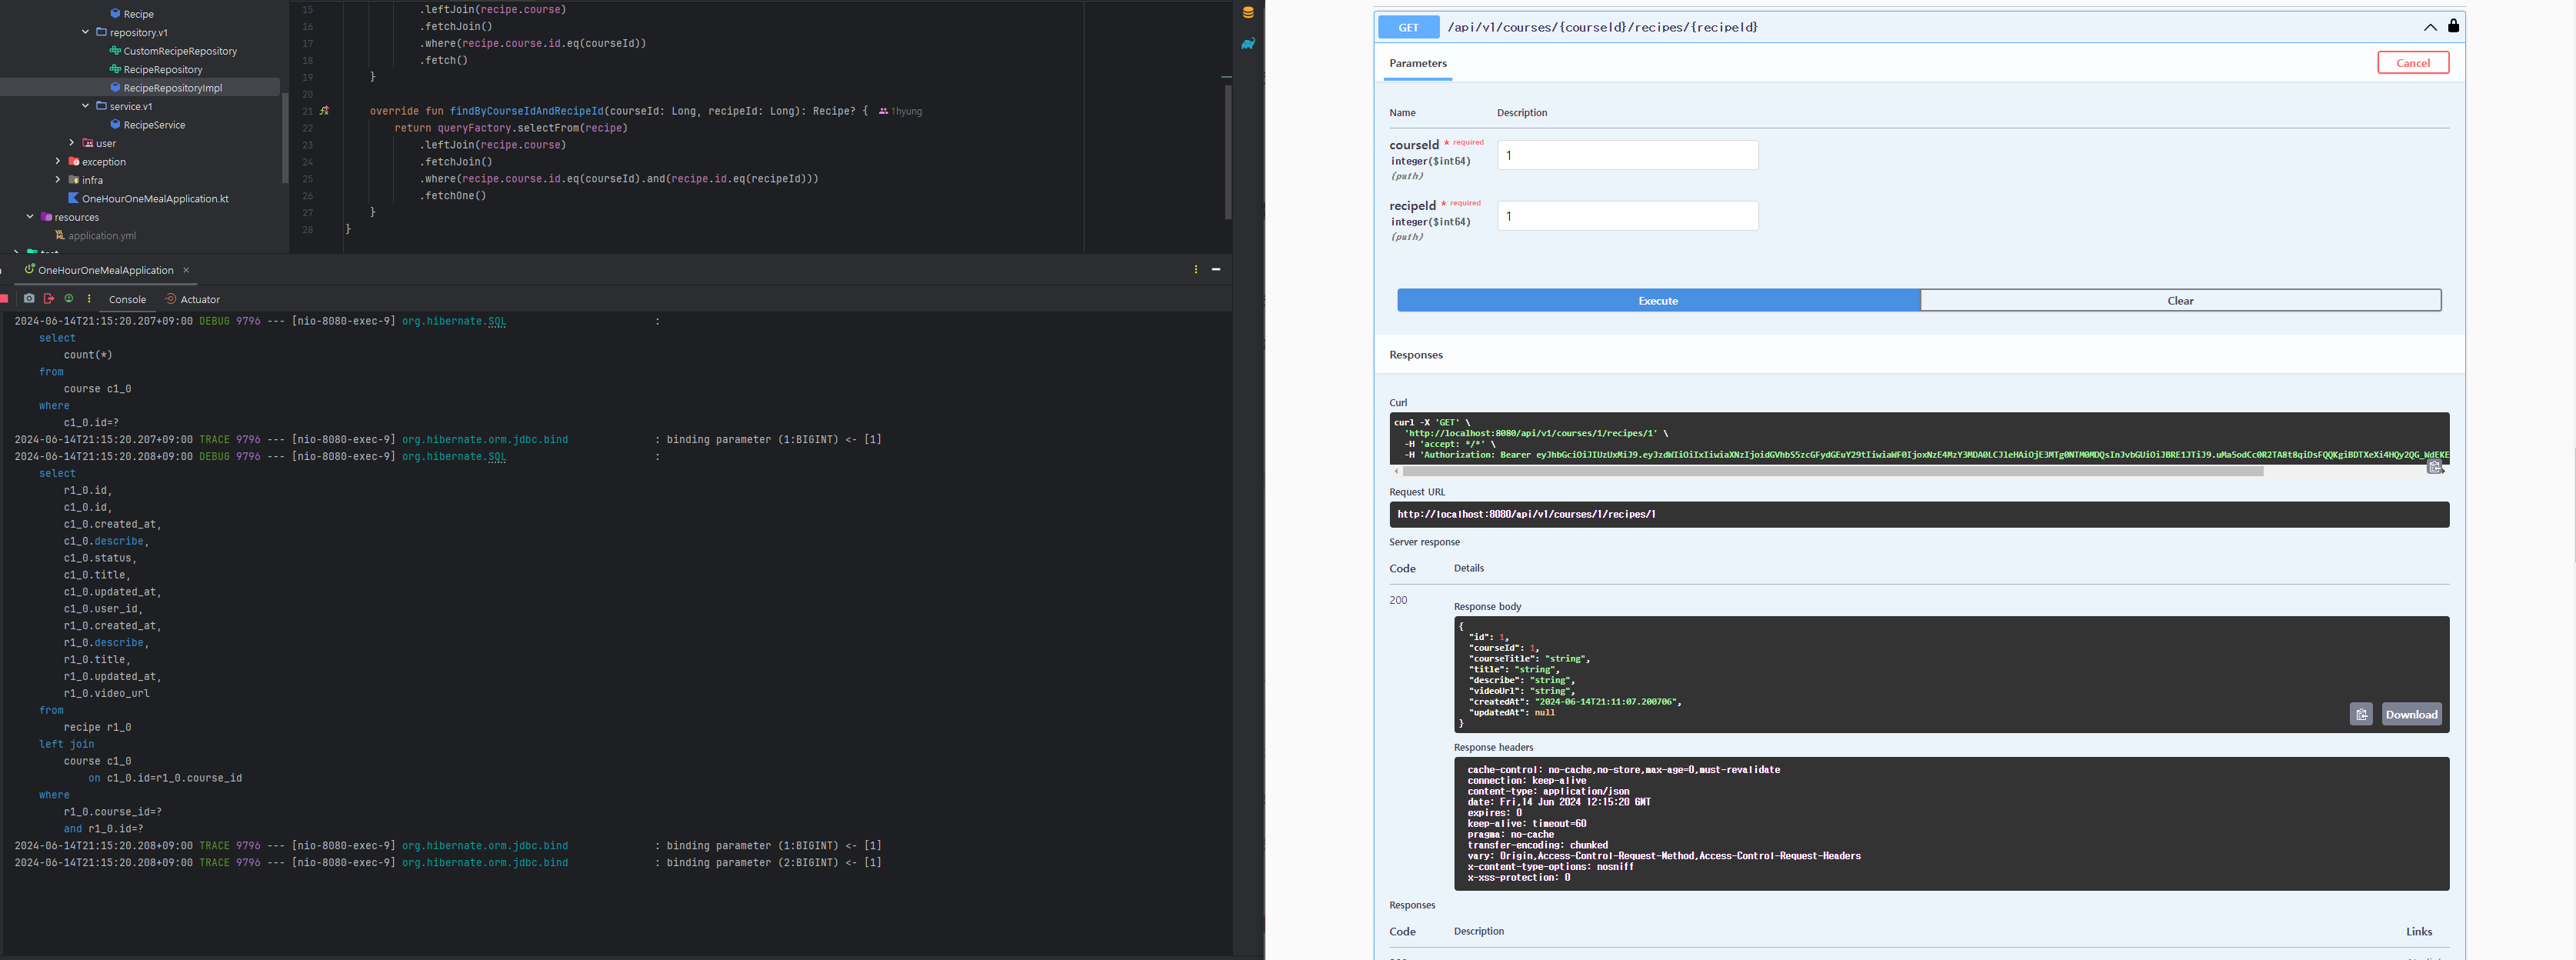 Recipe
repository.v1
CustomRecipeRepository
RecipeRepository
RecipeRepositoryImpl
service.v1
RecipeService
user
exception
infra
OneHourOneMealApplication.kt
resources
application.yml
15 .leftJoin(recipe.course)
16 .fetchJoin()
17 .where(recipe.course.id.eq(courseId))
18 .fetch()
19 }
20
21 override fun findByCourseIdAndRecipeId(courseId: Long, recipeId: Long): Recipe? { 1hyung
22 return queryFactory.selectFrom(recipe)
23 .leftJoin(recipe.course)
24 .fetchJoin()
25 .where(recipe.course.id.eq(courseId).and(recipe.id.eq(recipeId)))
26 .fetchOne()
27 }
28 }
OneHourOneMealApplication
Console Actuator
2024-06-14T21:15:20.207+09:00 DEBUG 9796 --- [nio-8080-exec-9] org.hibernate.SQL :
select
count(*)
from
course c1_0
where
c1_0.id=?
2024-06-14T21:15:20.207+09:00 TRACE 9796 --- [nio-8080-exec-9] org.hibernate.orm.jdbc.bind : binding parameter (1:BIGINT) <- [1]
2024-06-14T21:15:20.208+09:00 DEBUG 9796 --- [nio-8080-exec-9] org.hibernate.SQL :
select
r1_0.id,
c1_0.id,
c1_0.created_at,
c1_0.describe,
c1_0.status,
c1_0.title,
c1_0.updated_at,
c1_0.user_id,
r1_0.created_at,
r1_0.describe,
r1_0.title,
r1_0.updated_at,
r1_0.video_url
from
recipe r1_0
left join
course c1_0
on c1_0.id=r1_0.course_id
where
r1_0.course_id=?
and r1_0.id=?
2024-06-14T21:15:20.208+09:00 TRACE 9796 --- [nio-8080-exec-9] org.hibernate.orm.jdbc.bind : binding parameter (1:BIGINT) <- [1]
2024-06-14T21:15:20.208+09:00 TRACE 9796 --- [nio-8080-exec-9] org.hibernate.orm.jdbc.bind : binding parameter (2:BIGINT) <- [1]
GET /api/v1/courses/{courseId}/recipes/{recipeId}
Parameters
Cancel
Name Description
courseId * required
integer($int64)
(path)
1
recipeId * required
integer($int64)
(path)
1
Execute
Clear
Responses
Curl
curl -X 'GET' \
'http://localhost:8080/api/v1/courses/1/recipes/1' \
-H 'accept: */*' \
-H 'Authorization: Bearer
Request URL
http://localhost:8080/api/v1/courses/1/recipes/1
Server response
Code Details
200
Response body
{
"id": 1,
"courseId": 1,
"courseTitle": "string",
"title": "string",
"describe": "string",
"videoUrl": "string",
"createdAt": "2024-06-14T21:11:07.200706",
"updatedAt": null
}
Download
Response headers
cache-control: no-cache,no-store,max-age=0,must-revalidate
connection: keep-alive
content-type: application/json
date: Fri,14 Jun 2024 12:15:20 GMT
expires: 0
keep-alive: timeout=60
pragma: no-cache
transfer-encoding: chunked
vary: Origin,Access-Control-Request-Method,Access-Control-Request-Headers
x-content-type-options: nosniff
x-xss-protection: 0
Responses
Code Description Links